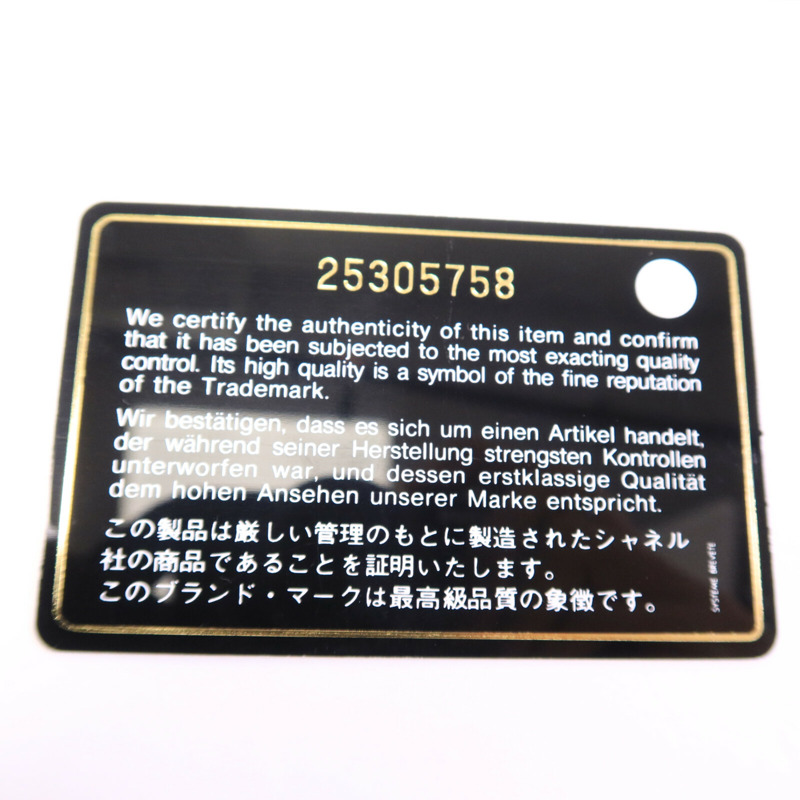 25305758
We certify the authenticity of this item and confirm
that it has been subjected to the most exacting quality
control. Its high quality is a symbol of the fine reputation
of the Trademark.
Wir bestätigen, dass es sich um einen Artikel handelt,
der während seiner Herstellung strengsten Kontrollen
unterworfen war, und dessen erstklassige Qualität
dem hohen Ansehen unserer Marke entspricht.
この製品は厳しい管理のもとに製造されたシャネル
社の商品であることを証明いたします。
このブランド・マークは最高級品質の象徴です。
SYSTEME BREVETE